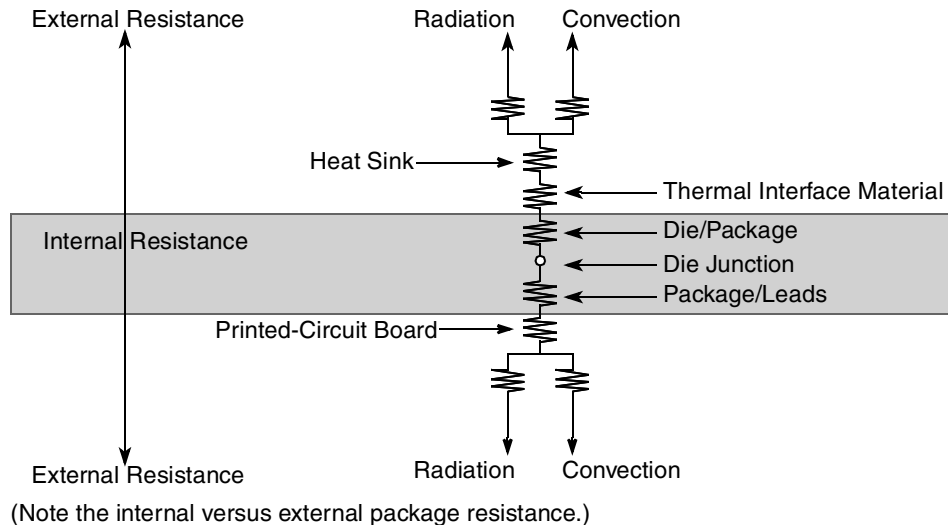 External Resistance
Radiation
Convection
Heat Sink
Thermal Interface Material
Internal Resistance
Die/Package
Die Junction
Package/Leads
Printed-Circuit Board
External Resistance
Radiation
Convection
(Note the internal versus external package resistance.)